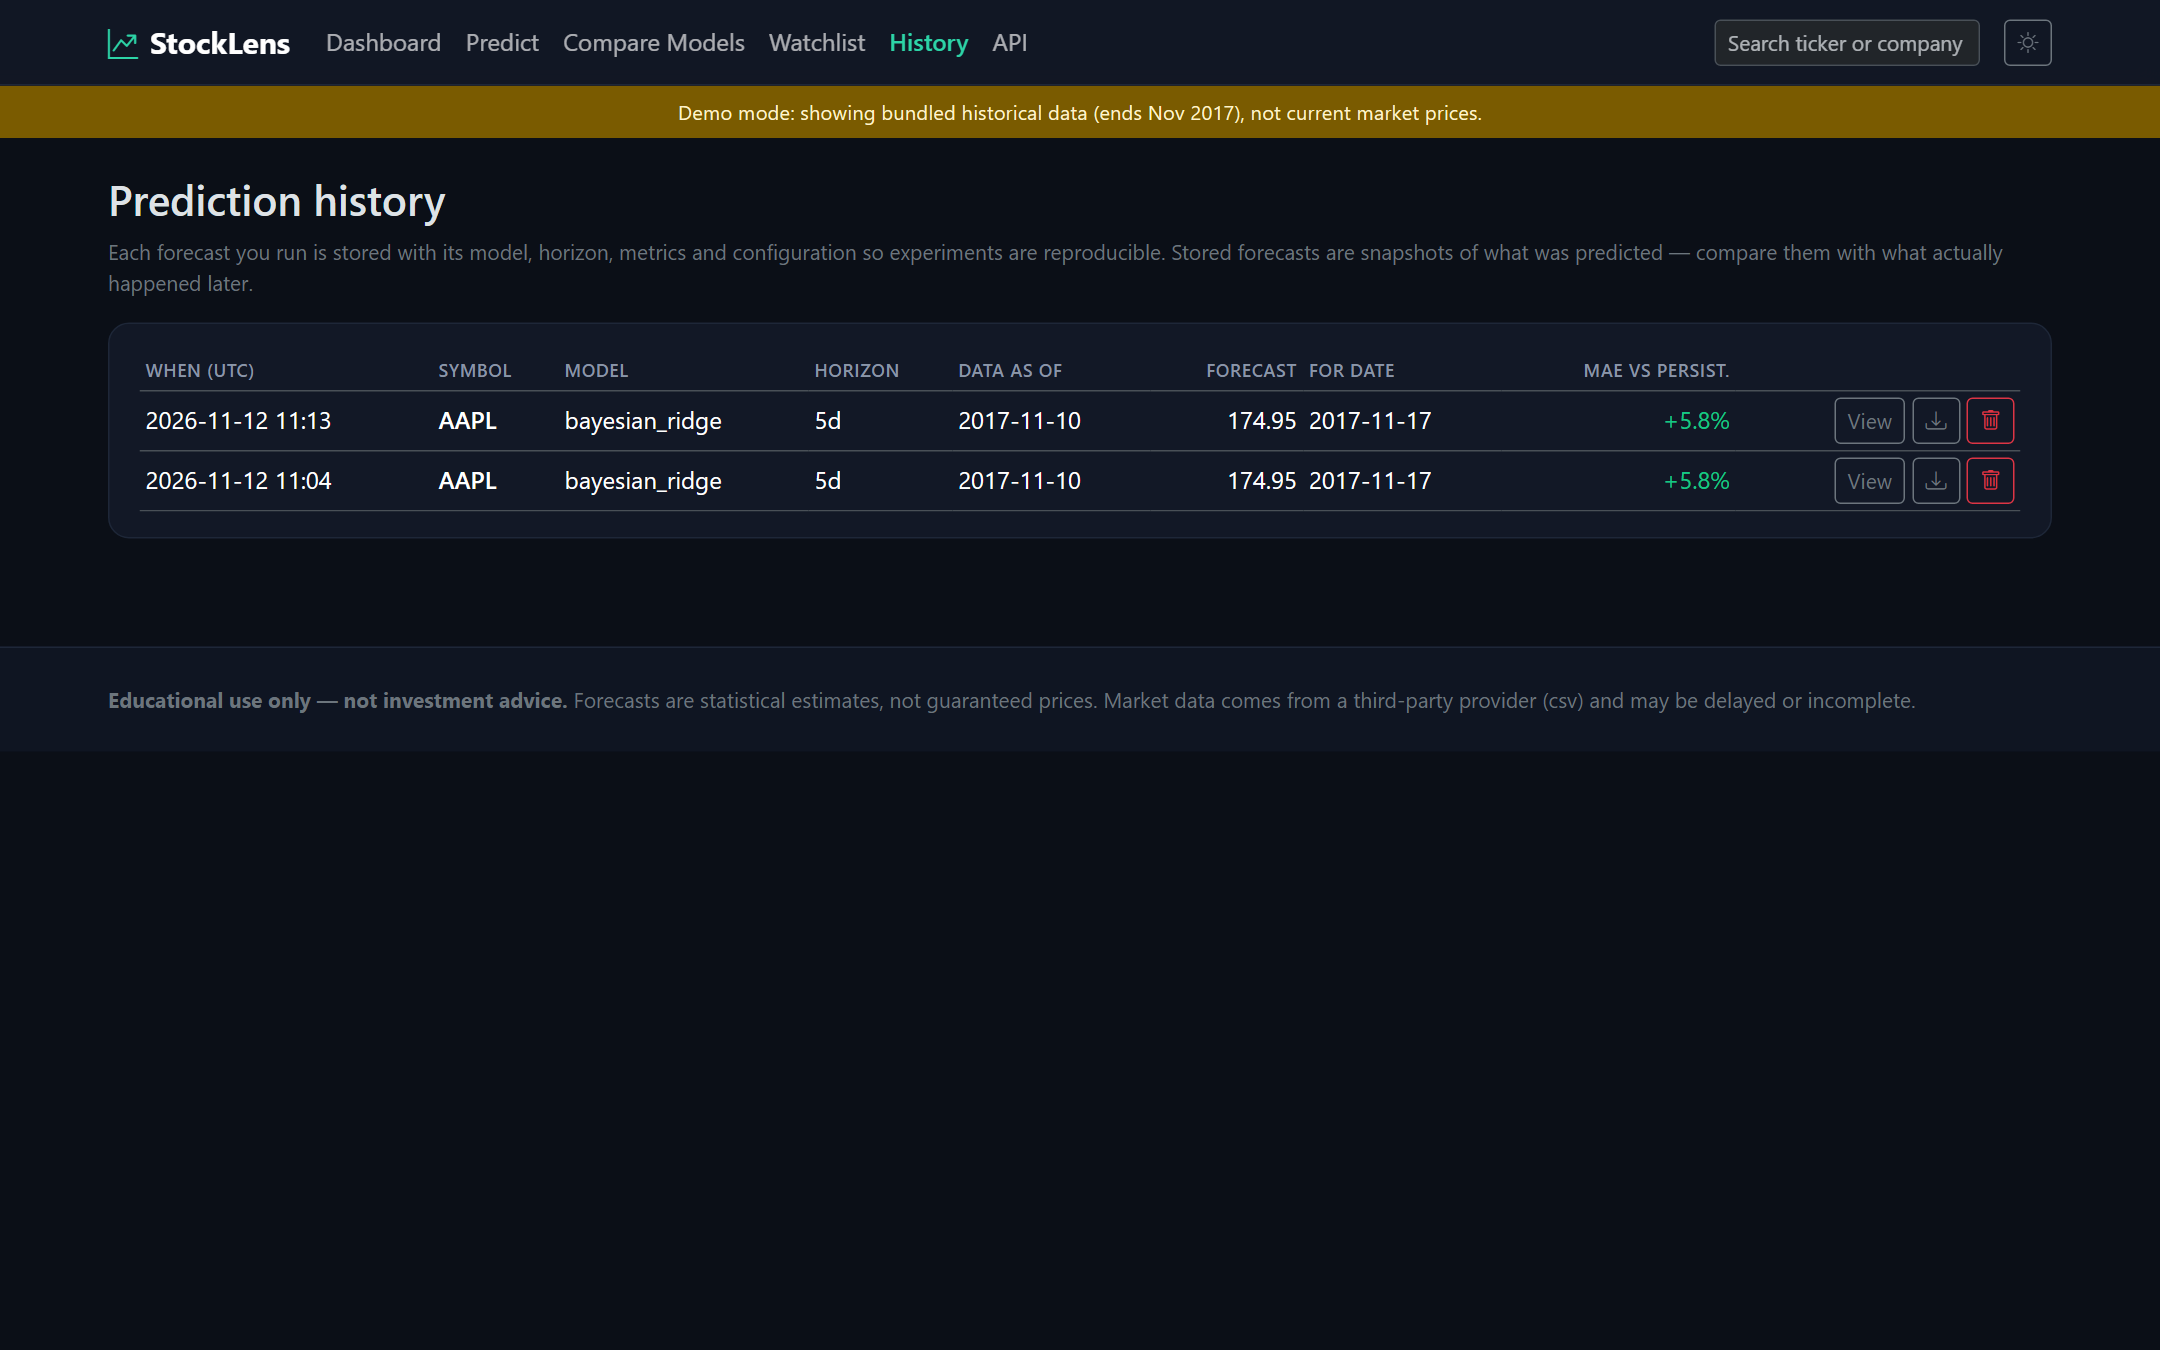 StockLens Dashboard Predict Compare Models Watchlist History API Search ticker or company
Demo mode: showing bundled historical data (ends Nov 2017), not current market prices.
Prediction history
Each forecast you run is stored with its model, horizon, metrics and configuration so experiments are reproducible. Stored forecasts are snapshots of what was predicted — compare them with what actually
happened later.
WHEN (UTC) SYMBOL MODEL HORIZON DATA AS OF FORECAST FOR DATE MAE VS PERSIST.
2026-11-12 11:13 AAPL bayesian_ridge 5d 2017-11-10 174.95 2017-11-17 +5.8% View
2026-11-12 11:04 AAPL bayesian_ridge 5d 2017-11-10 174.95 2017-11-17 +5.8% View
Educational use only — not investment advice. Forecasts are statistical estimates, not guaranteed prices. Market data comes from a third-party provider (csv) and may be delayed or incomplete.